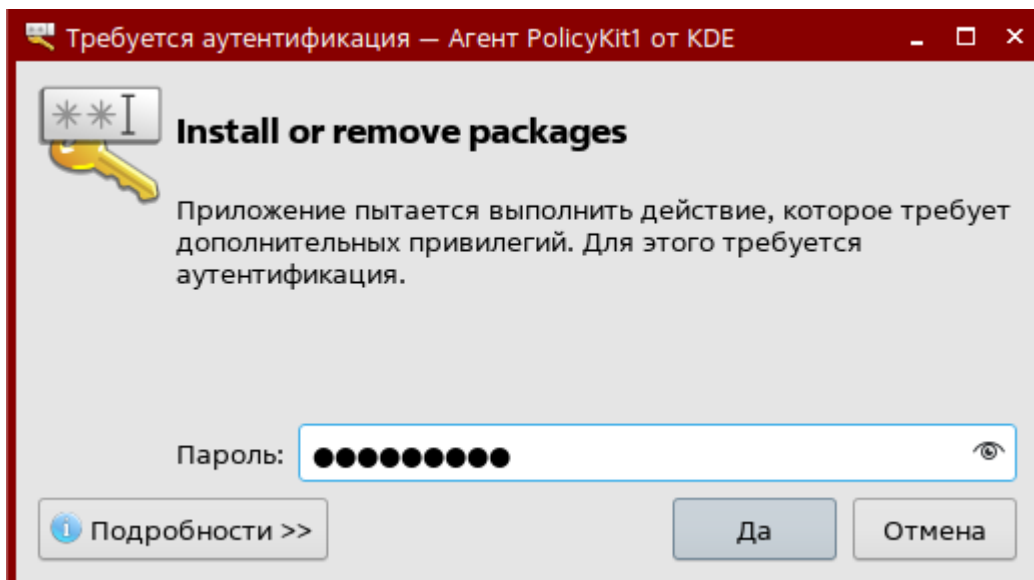 Требуется аутентификация — Агент PolicyKit1 от KDE
Install or remove packages
Приложение пытается выполнить действие, которое требует
дополнительных привилегий. Для этого требуется
аутентификация.
Пароль: ●●●●●●●●●
Подробности >>
Да
Отмена